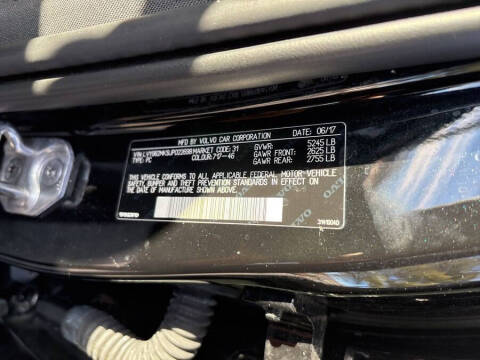 MFD BY VOLVO CAR CORPORATION DATE: 06/17
MARKET CODE: 31 GVWR: 5245 LB
TYPE: PC COLOUR: 717-46 GAWR FRONT: 2625 LB
GAWR REAR: 2755 LB
THIS VEHICLE CONFORMS TO ALL APPLICABLE FEDERAL MOTOR VEHICLE
SAFETY, BUMPER AND THEFT PREVENTION STANDARDS IN EFFECT ON THE
DATE OF MANUFACTURE SHOWN ABOVE.
VOLVO